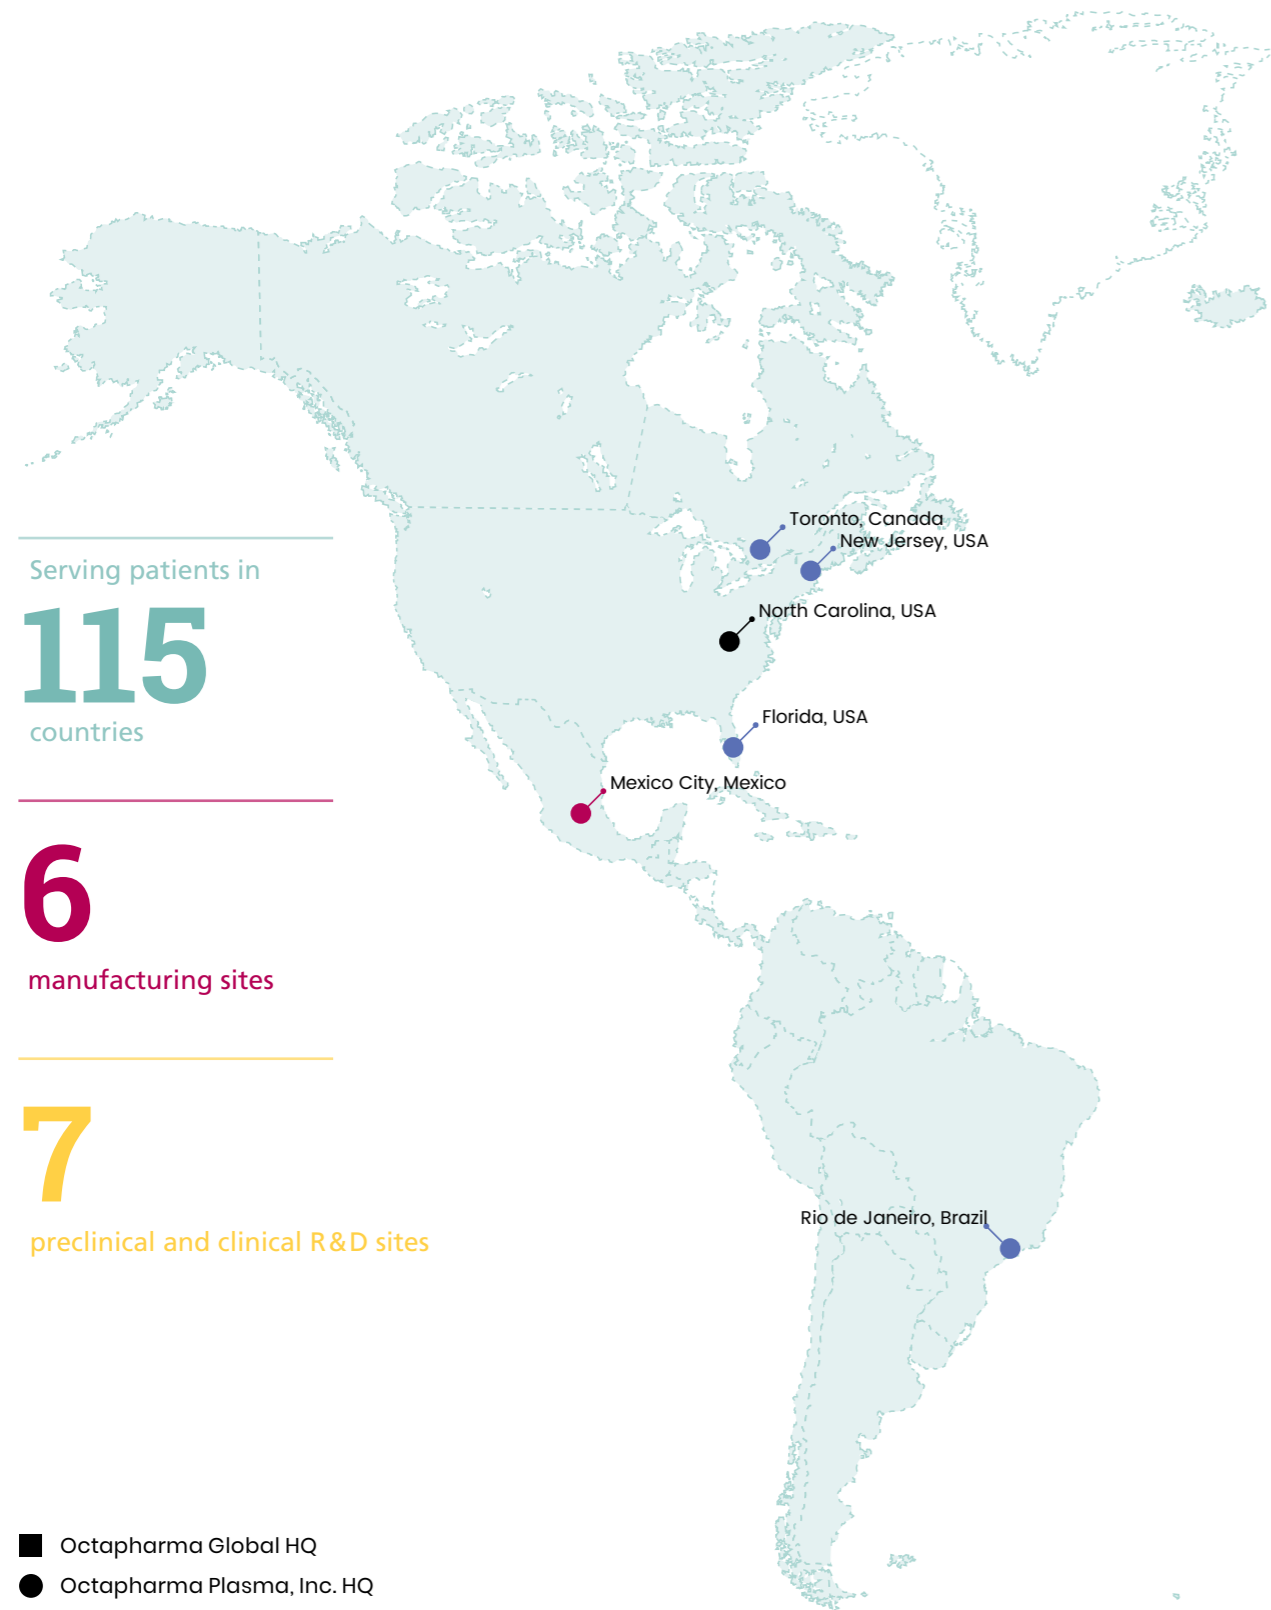 Toronto, Canada
New Jersey, USA
North Carolina, USA
Florida, USA
Mexico City, Mexico
Rio de Janeiro, Brazil
Serving patients in
115
countries
6
manufacturing sites
7
preclinical and clinical R&D sites
Octapharma Global HQ
Octapharma Plasma, Inc. HQ